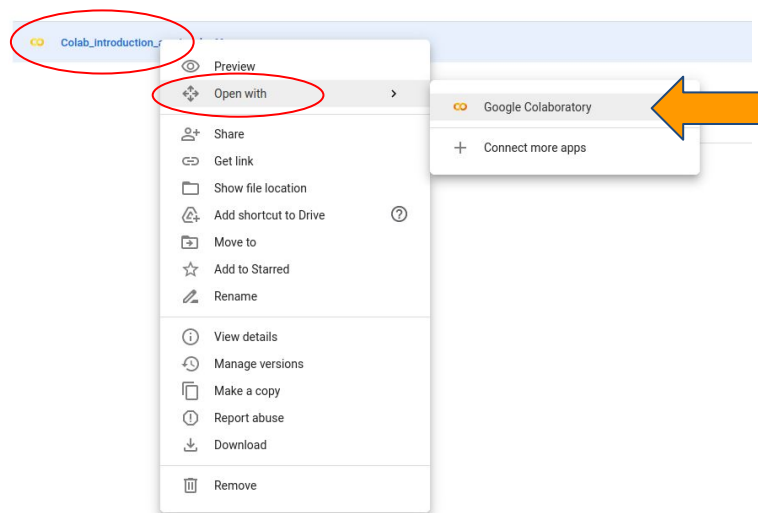 Colab_introduction_a
Preview
Open with
Google Colaboratory
Connect more apps
Share
Get link
Show file location
Add shortcut to Drive
Move to
Add to Starred
Rename
View details
Manage versions
Make a copy
Report abuse
Download
Remove